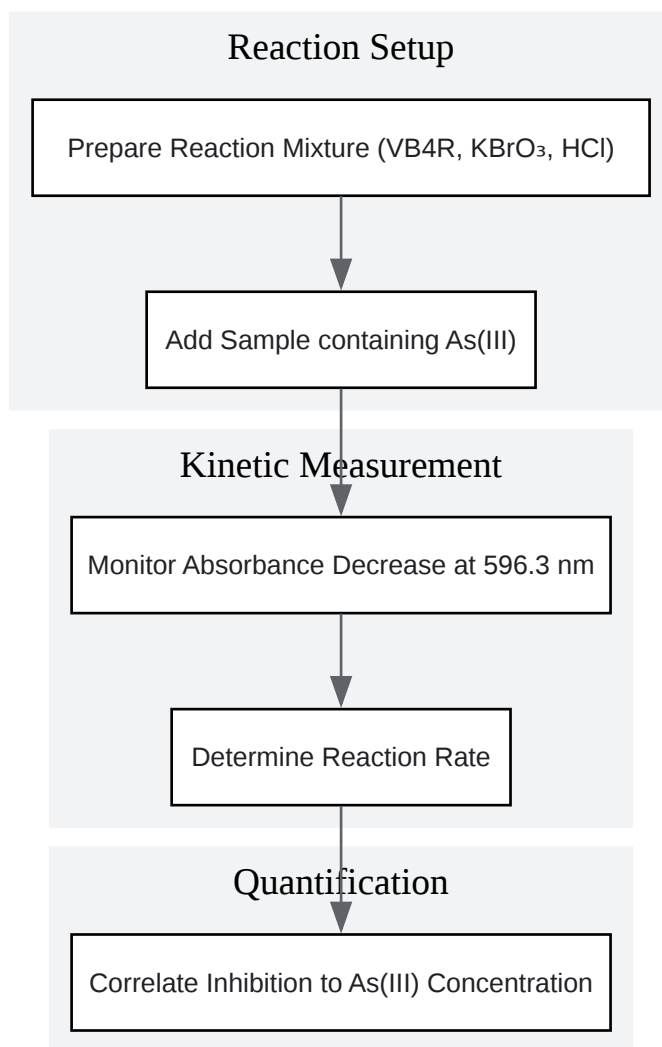 Reaction Setup
Prepare Reaction Mixture (VB4R, KBrO₃, HCl)
Add Sample containing As(III)
Kinetic Measurement
Monitor Absorbance Decrease at 596.3 nm
Determine Reaction Rate
Quantification
Correlate Inhibition to As(III) Concentration